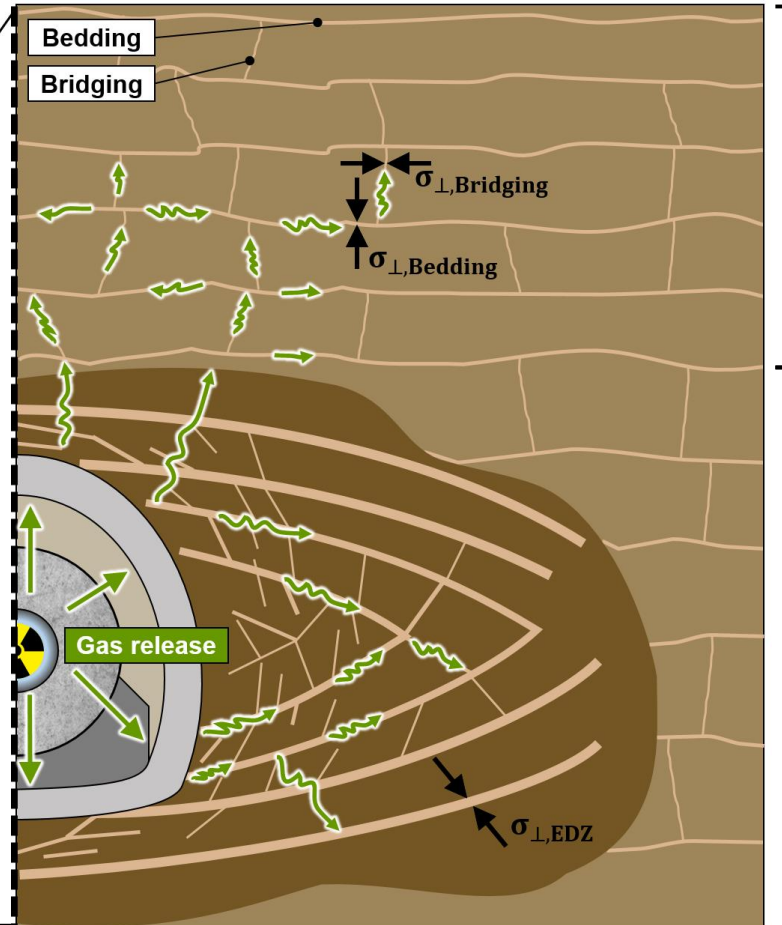 Bedding
Bridging
σ⊥,Bridging
σ⊥,Bedding
Gas release
σ⊥,EDZ